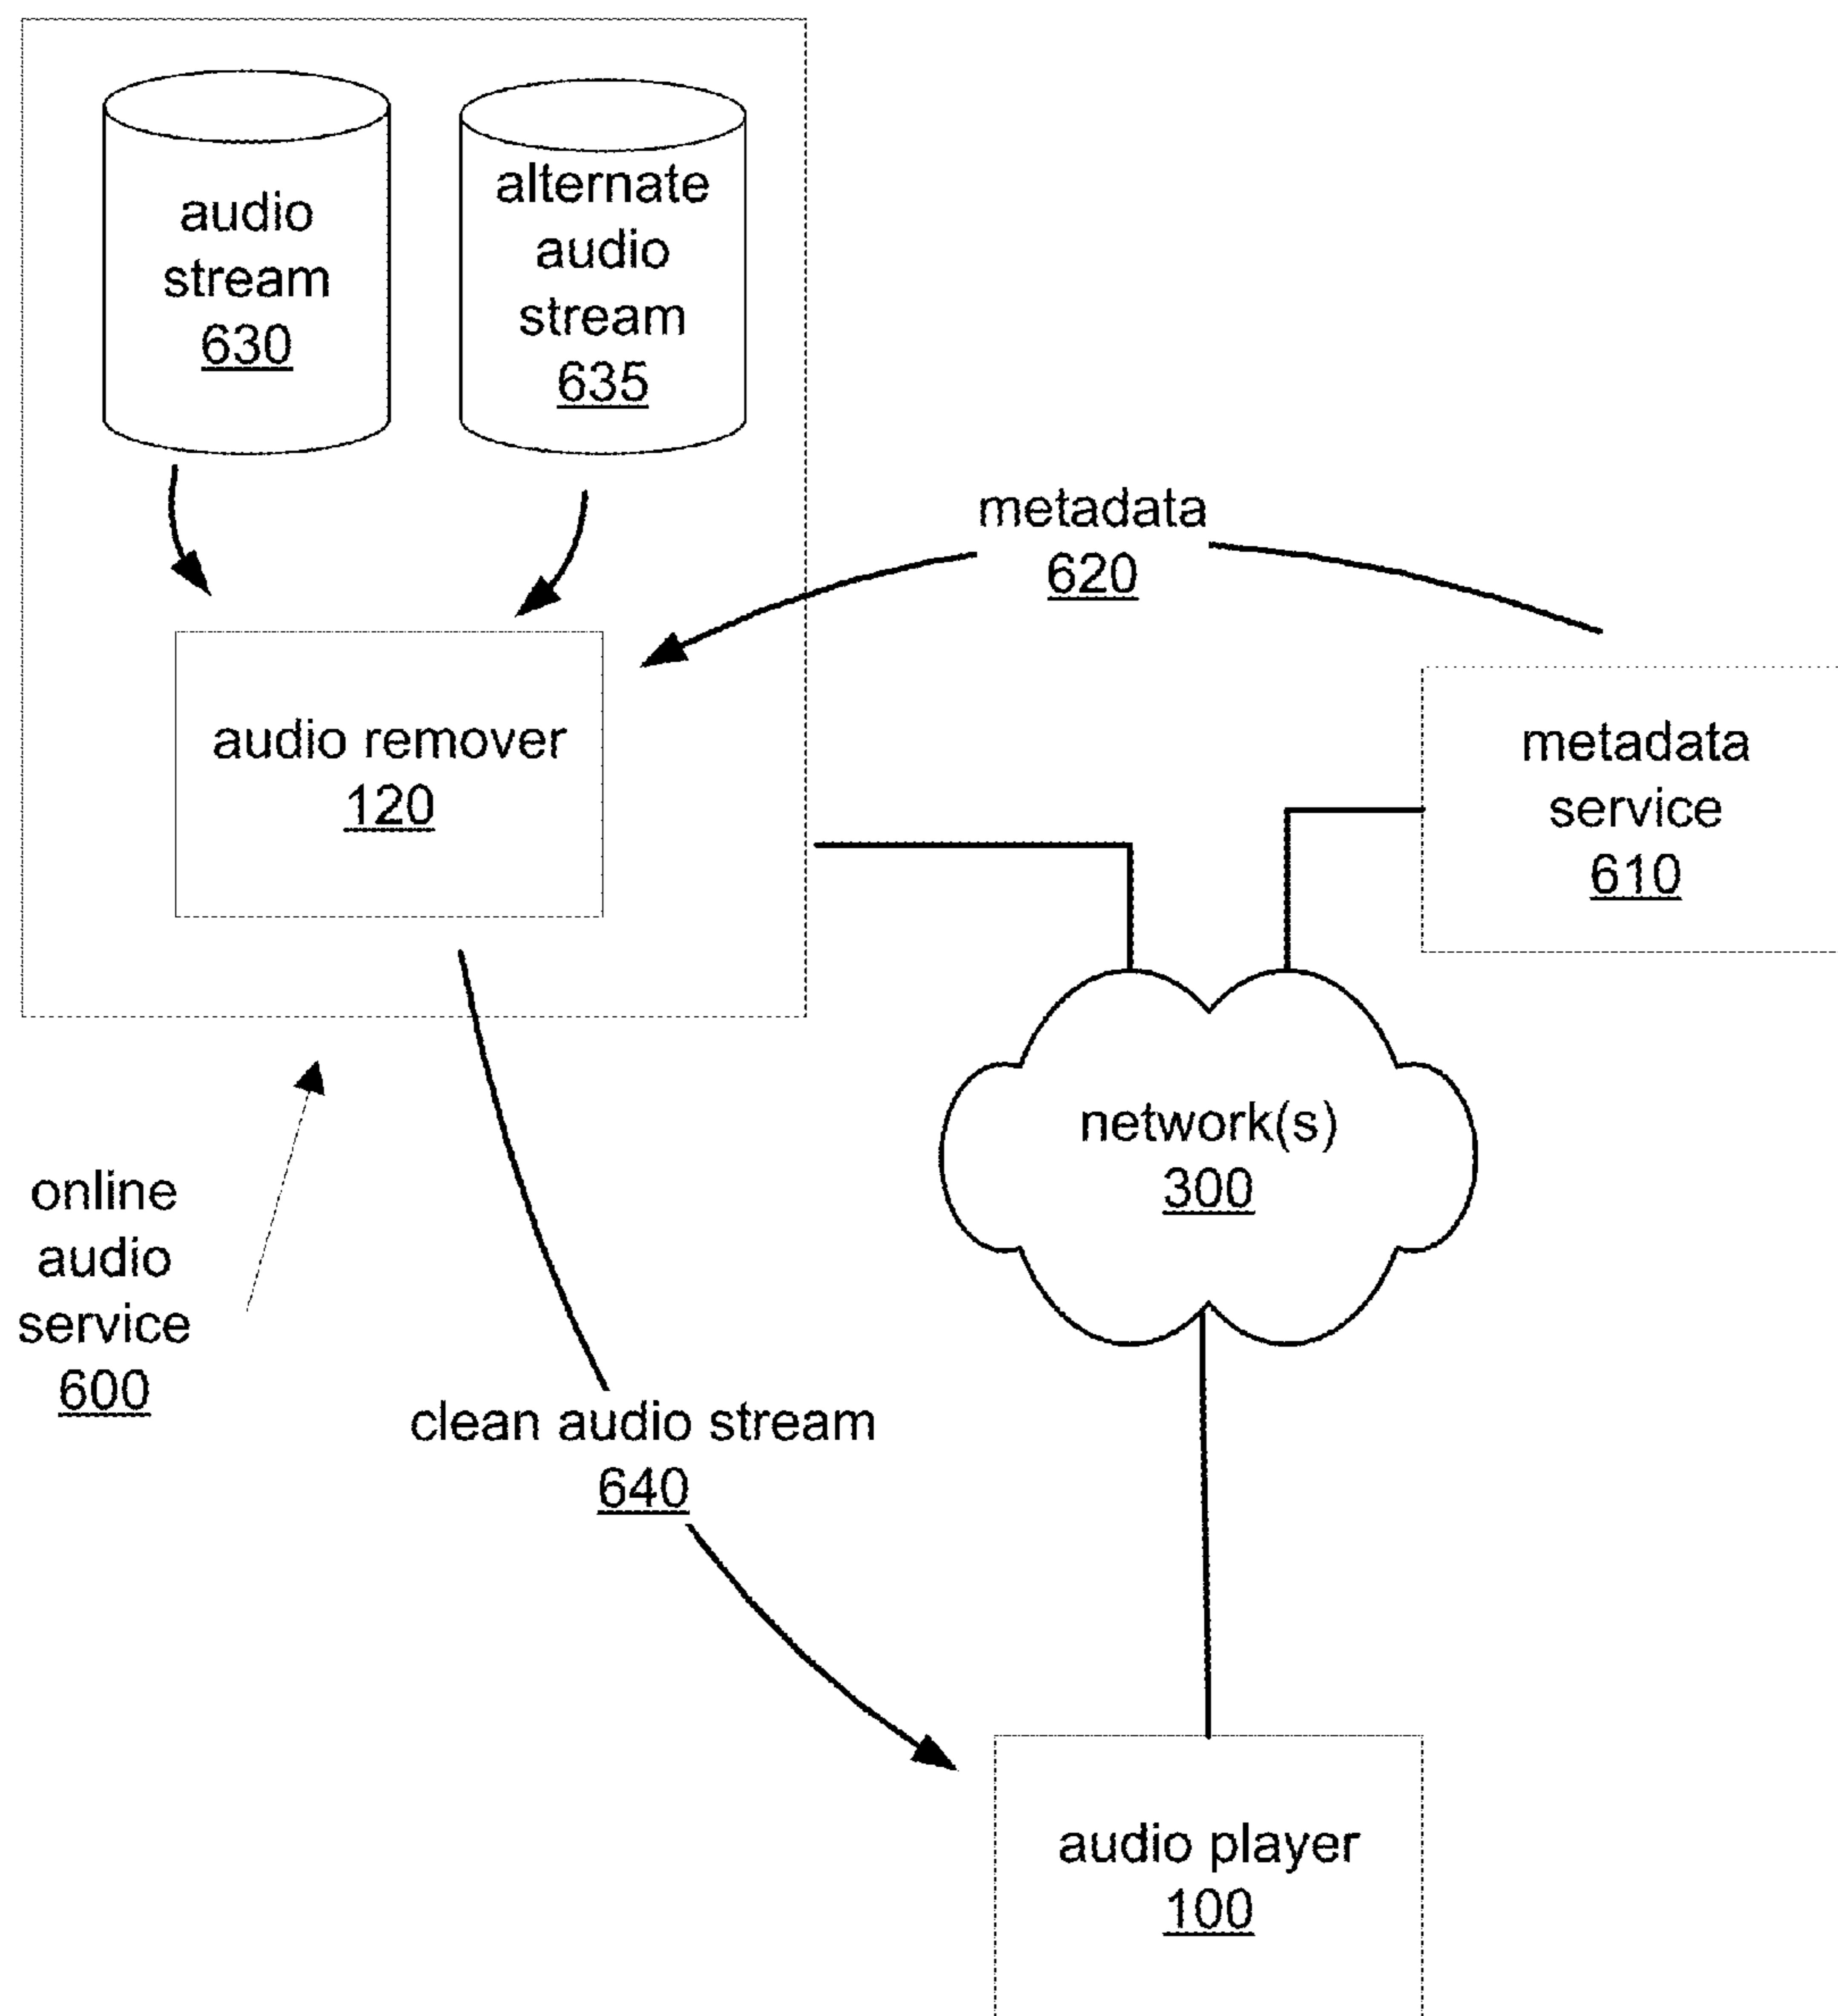 audio
stream
630
alternate
audio
stream
635
metadata
620
audio remover
120
metadata
service
610
network(s)
300
online
audio
service
600
clean audio stream
640
audio player
100